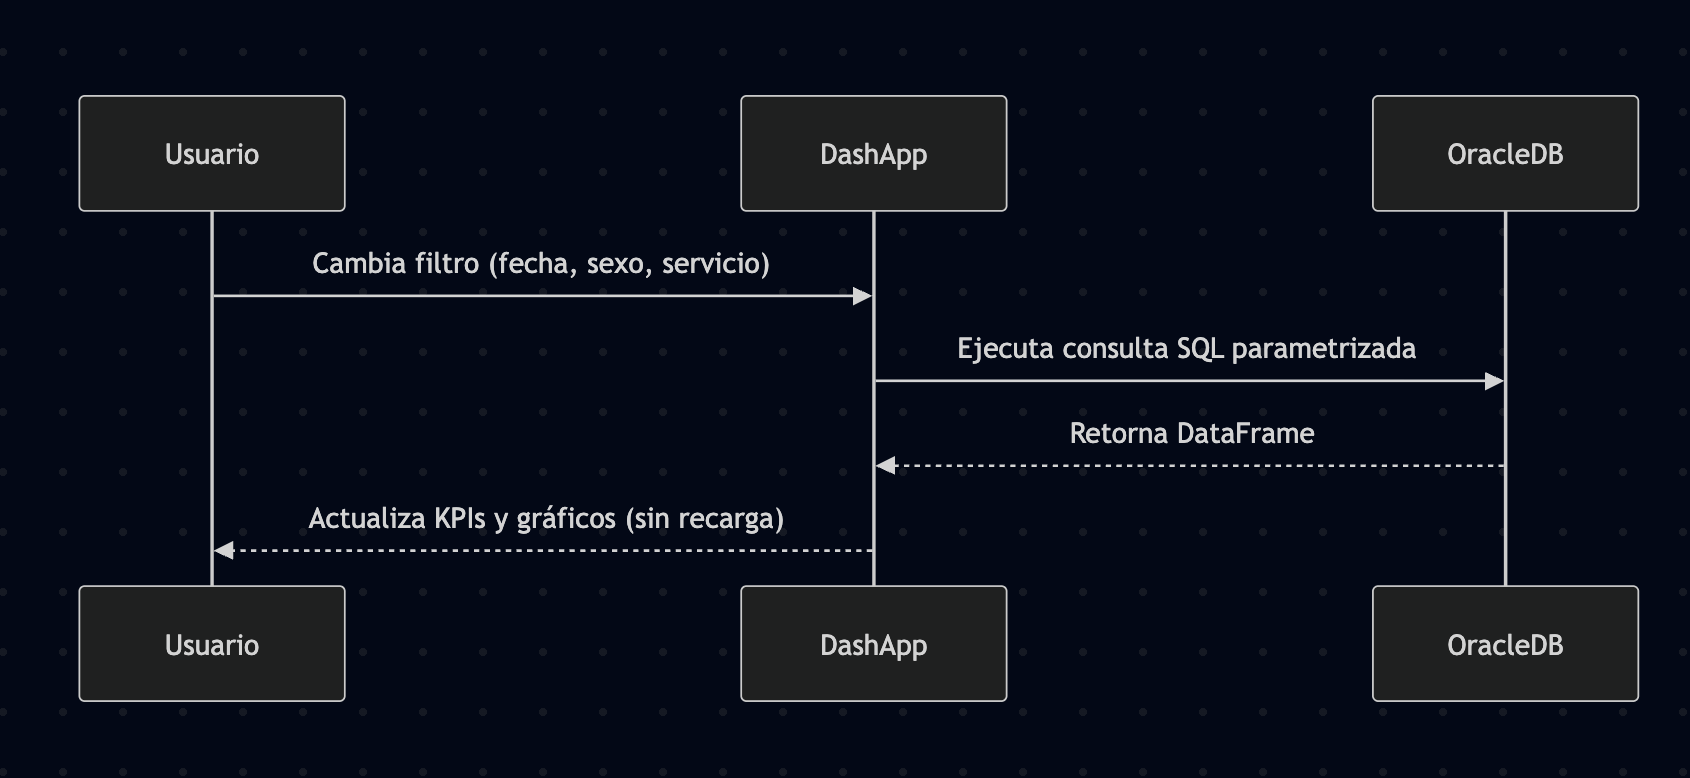 Usuario
DashApp
OracleDB
Cambia filtro (fecha, sexo, servicio)
Ejecuta consulta SQL parametrizada
Retorna DataFrame
Actualiza KPIs y gráficos (sin recarga)
Usuario
DashApp
OracleDB